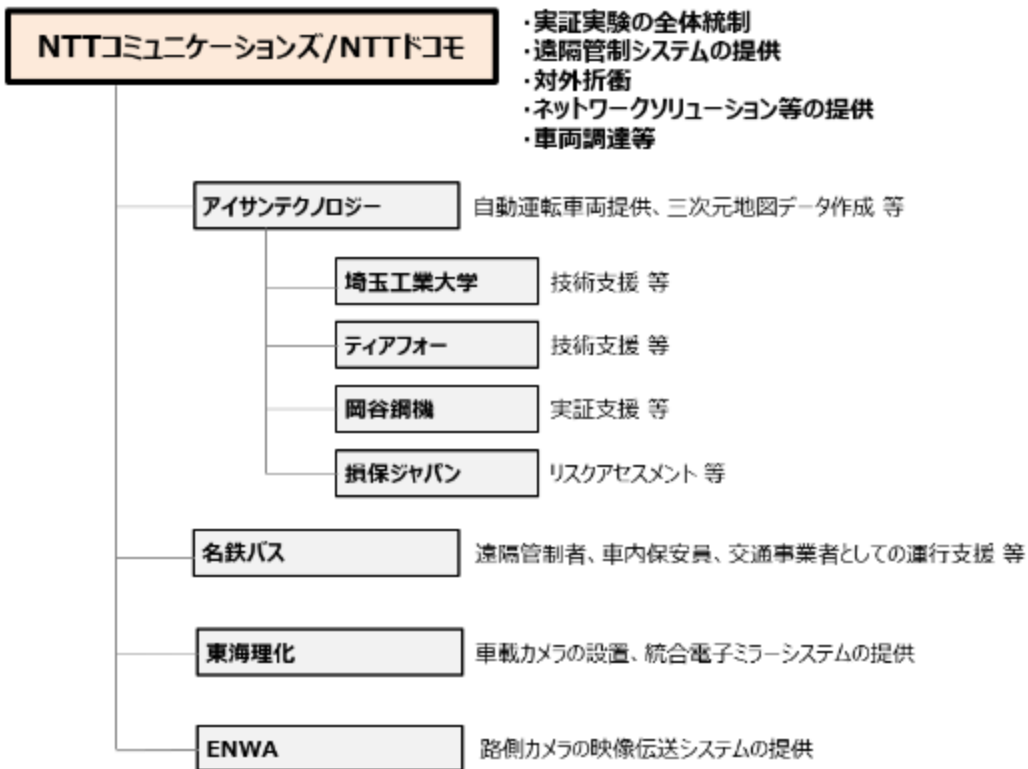 NTTコミュニケーションズ/NTTドコモ
・実証実験の全体統制
・遠隔管制システムの提供
・対外折衝
・ネットワークソリューション等の提供
・車両調達等
アイサンテクノロジー
自動運転車両提供、三次元地図データ作成 等
埼玉工業大学
技術支援 等
ティアフォー
技術支援 等
岡谷鋼機
実証支援 等
損保ジャパン
リスクアセスメント 等
名鉄バス
遠隔管制者、車内保安員、交通事業者としての運行支援 等
東海理化
車載カメラの設置、統合電子ミラーシステムの提供
ENWA
路側カメラの映像伝送システムの提供